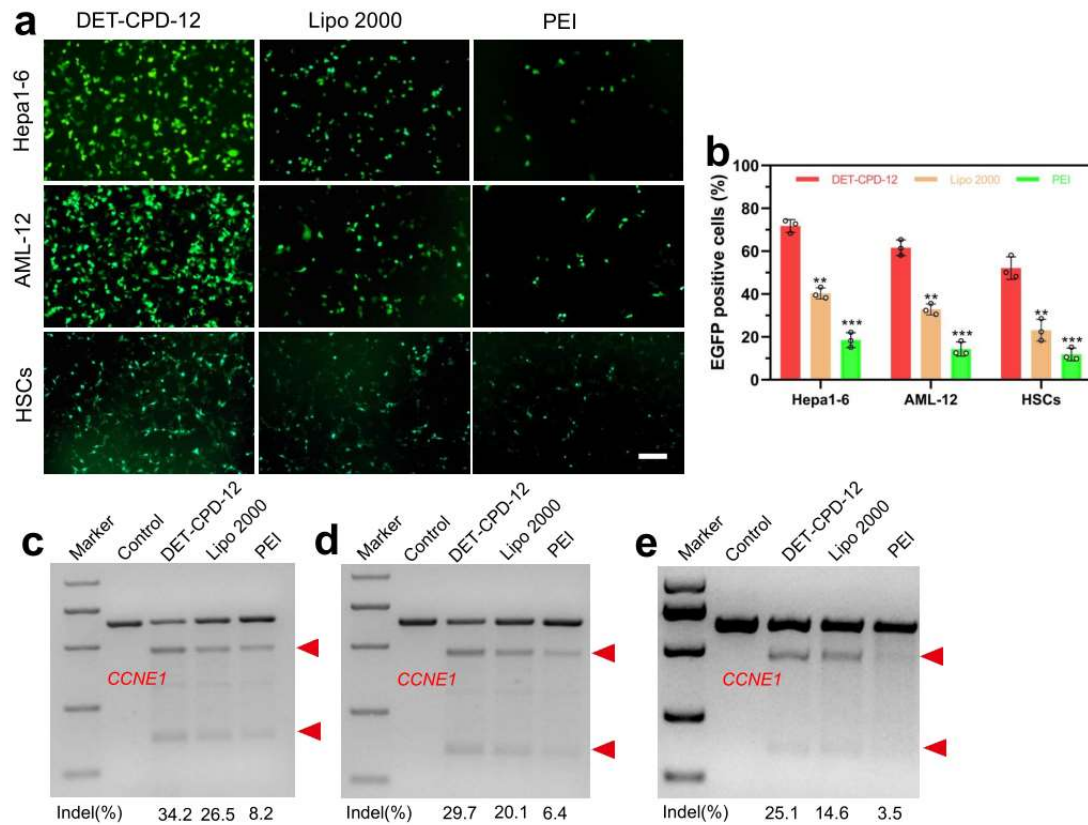 a
DET-CPD-12 Lipo 2000 PEI
Hepa1-6
AML-12
HSCs
b
EGFP positive cells (%)
100
80
60
40
20
0
DET-CPD-12 Lipo 2000 PEI
** *** ** *** ** ***
Hepa1-6 AML-12 HSCs
c
Marker Control DET-CPD-12 Lipo 2000 PEI
CCNE1
Indel(%) 34.2 26.5 8.2
d
Marker Control DET-CPD-12 Lipo 2000 PEI
CCNE1
Indel(%) 29.7 20.1 6.4
e
Marker Control DET-CPD-12 Lipo 2000 PEI
CCNE1
Indel(%) 25.1 14.6 3.5